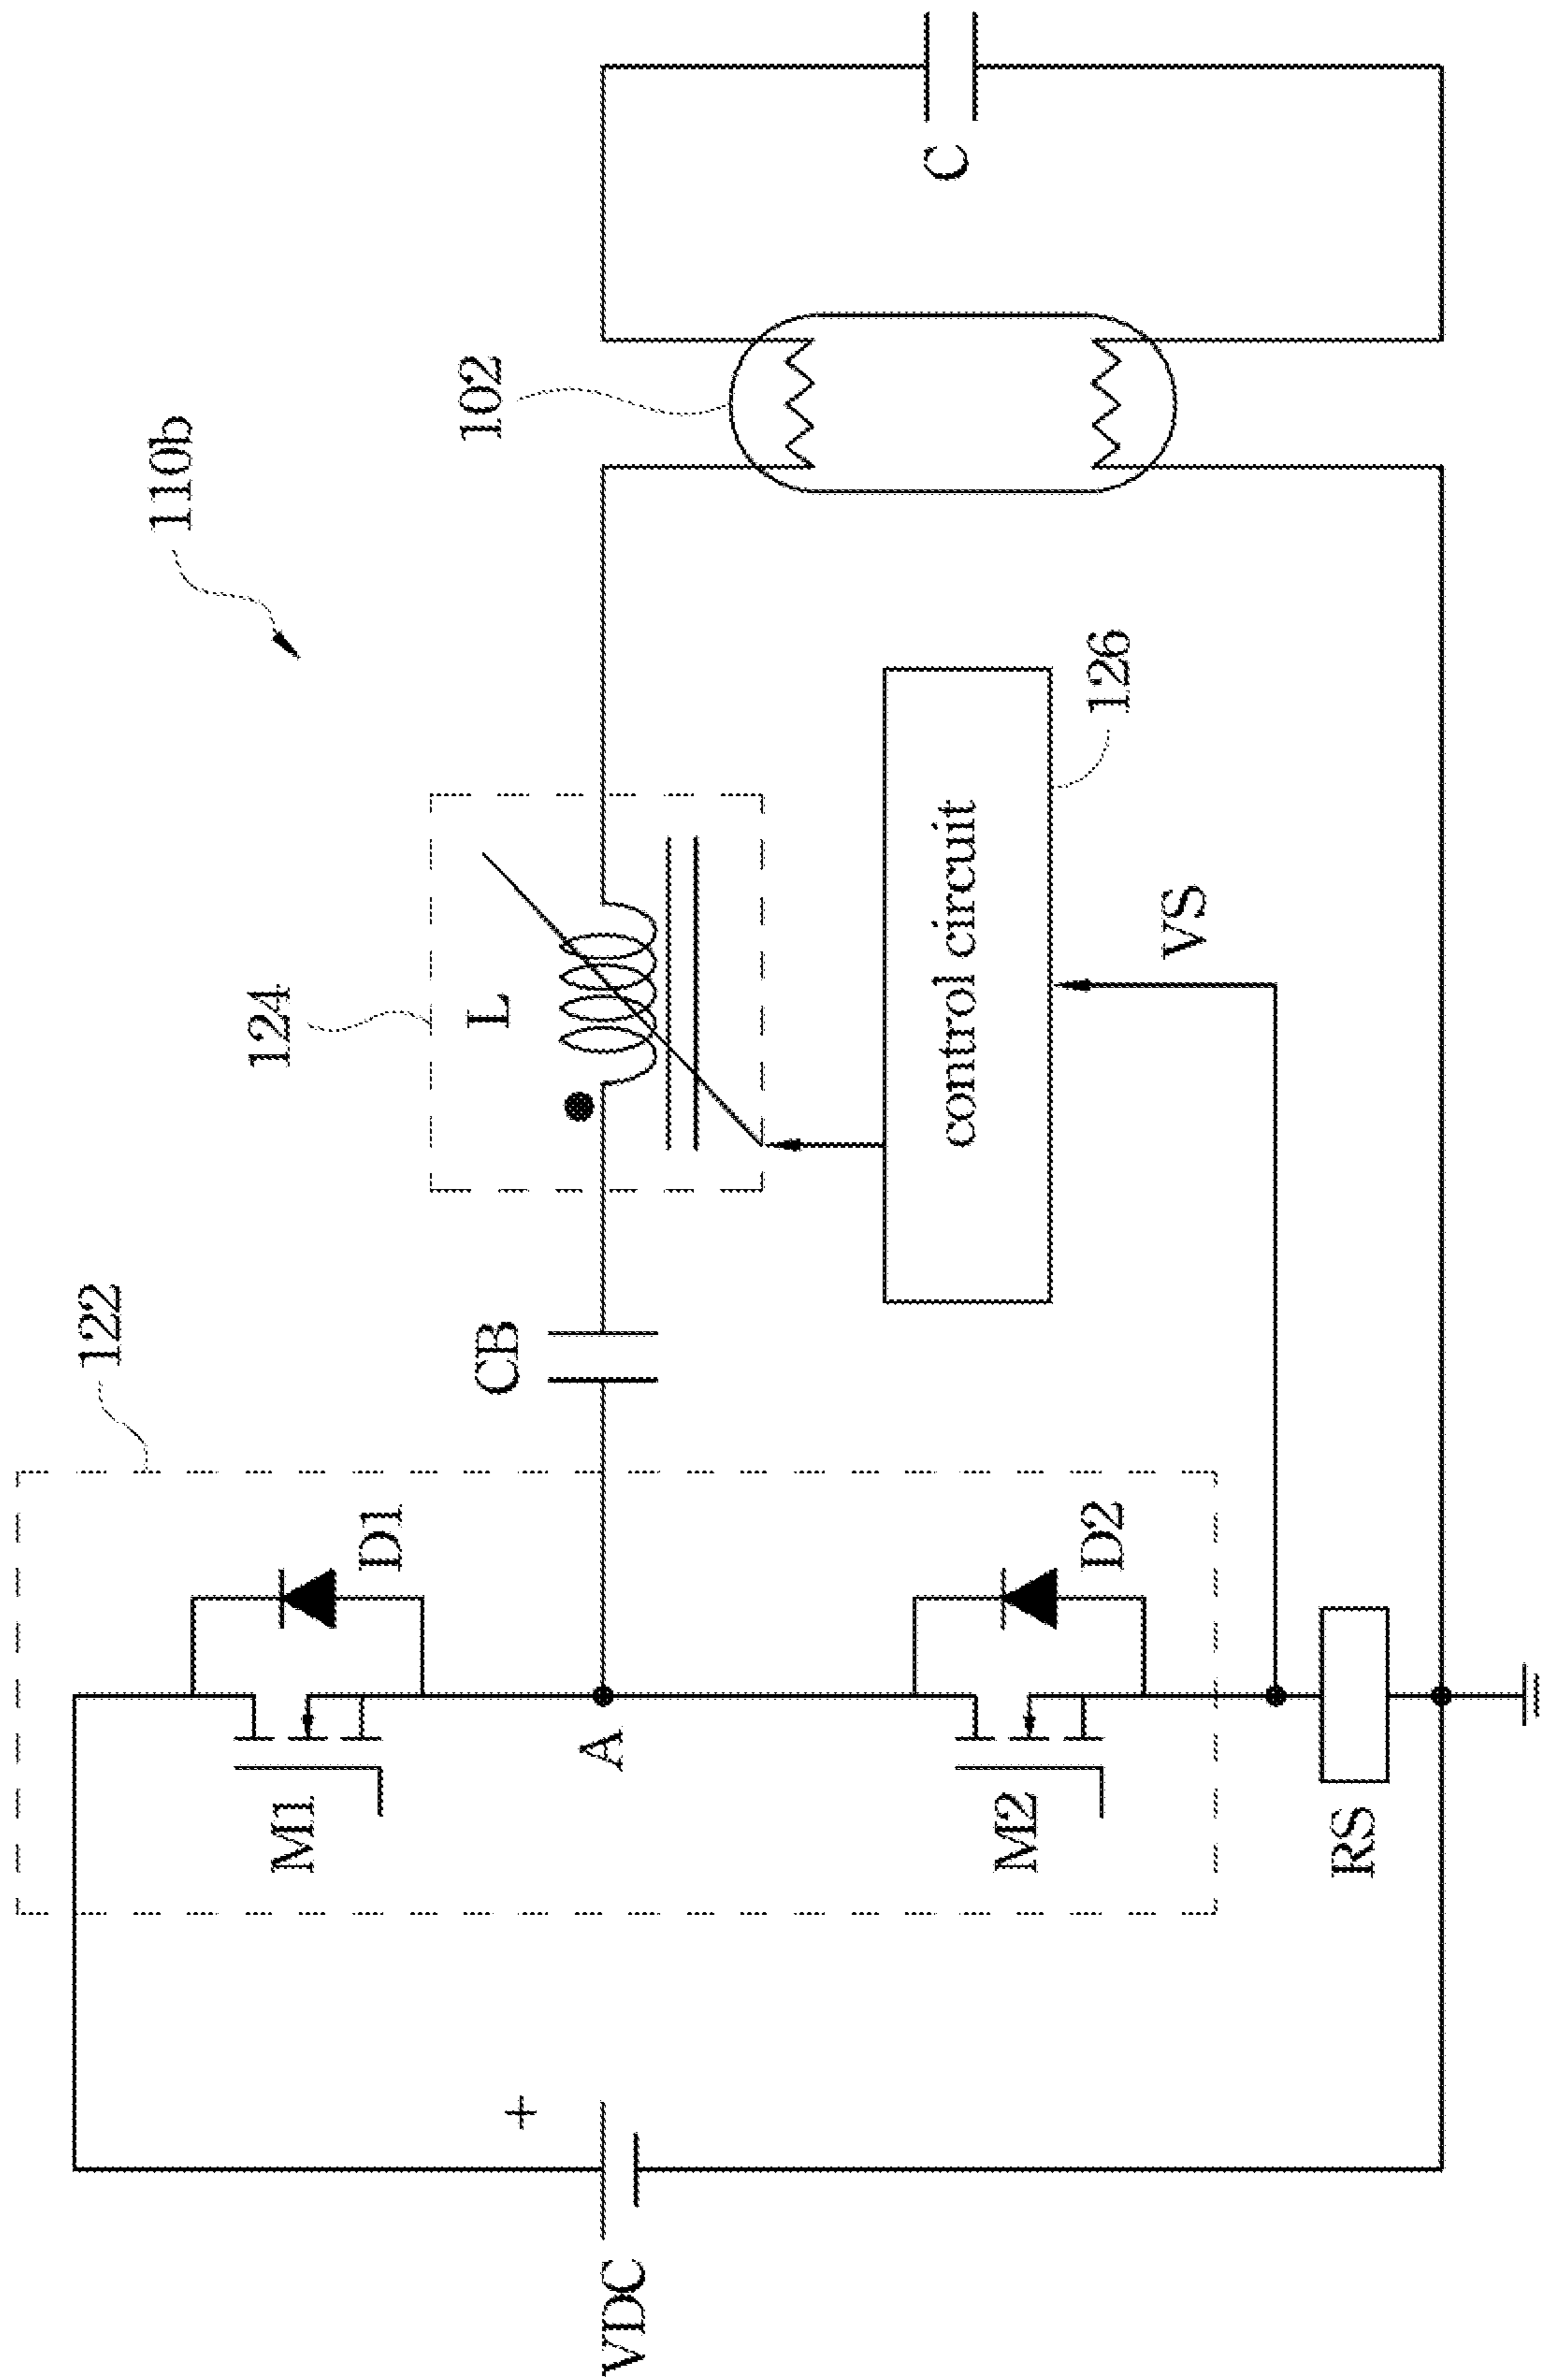 110b
122
124
102
M1
D1
CB
L
C
VDC
+
A
control circuit
126
M2
D2
VS
RS